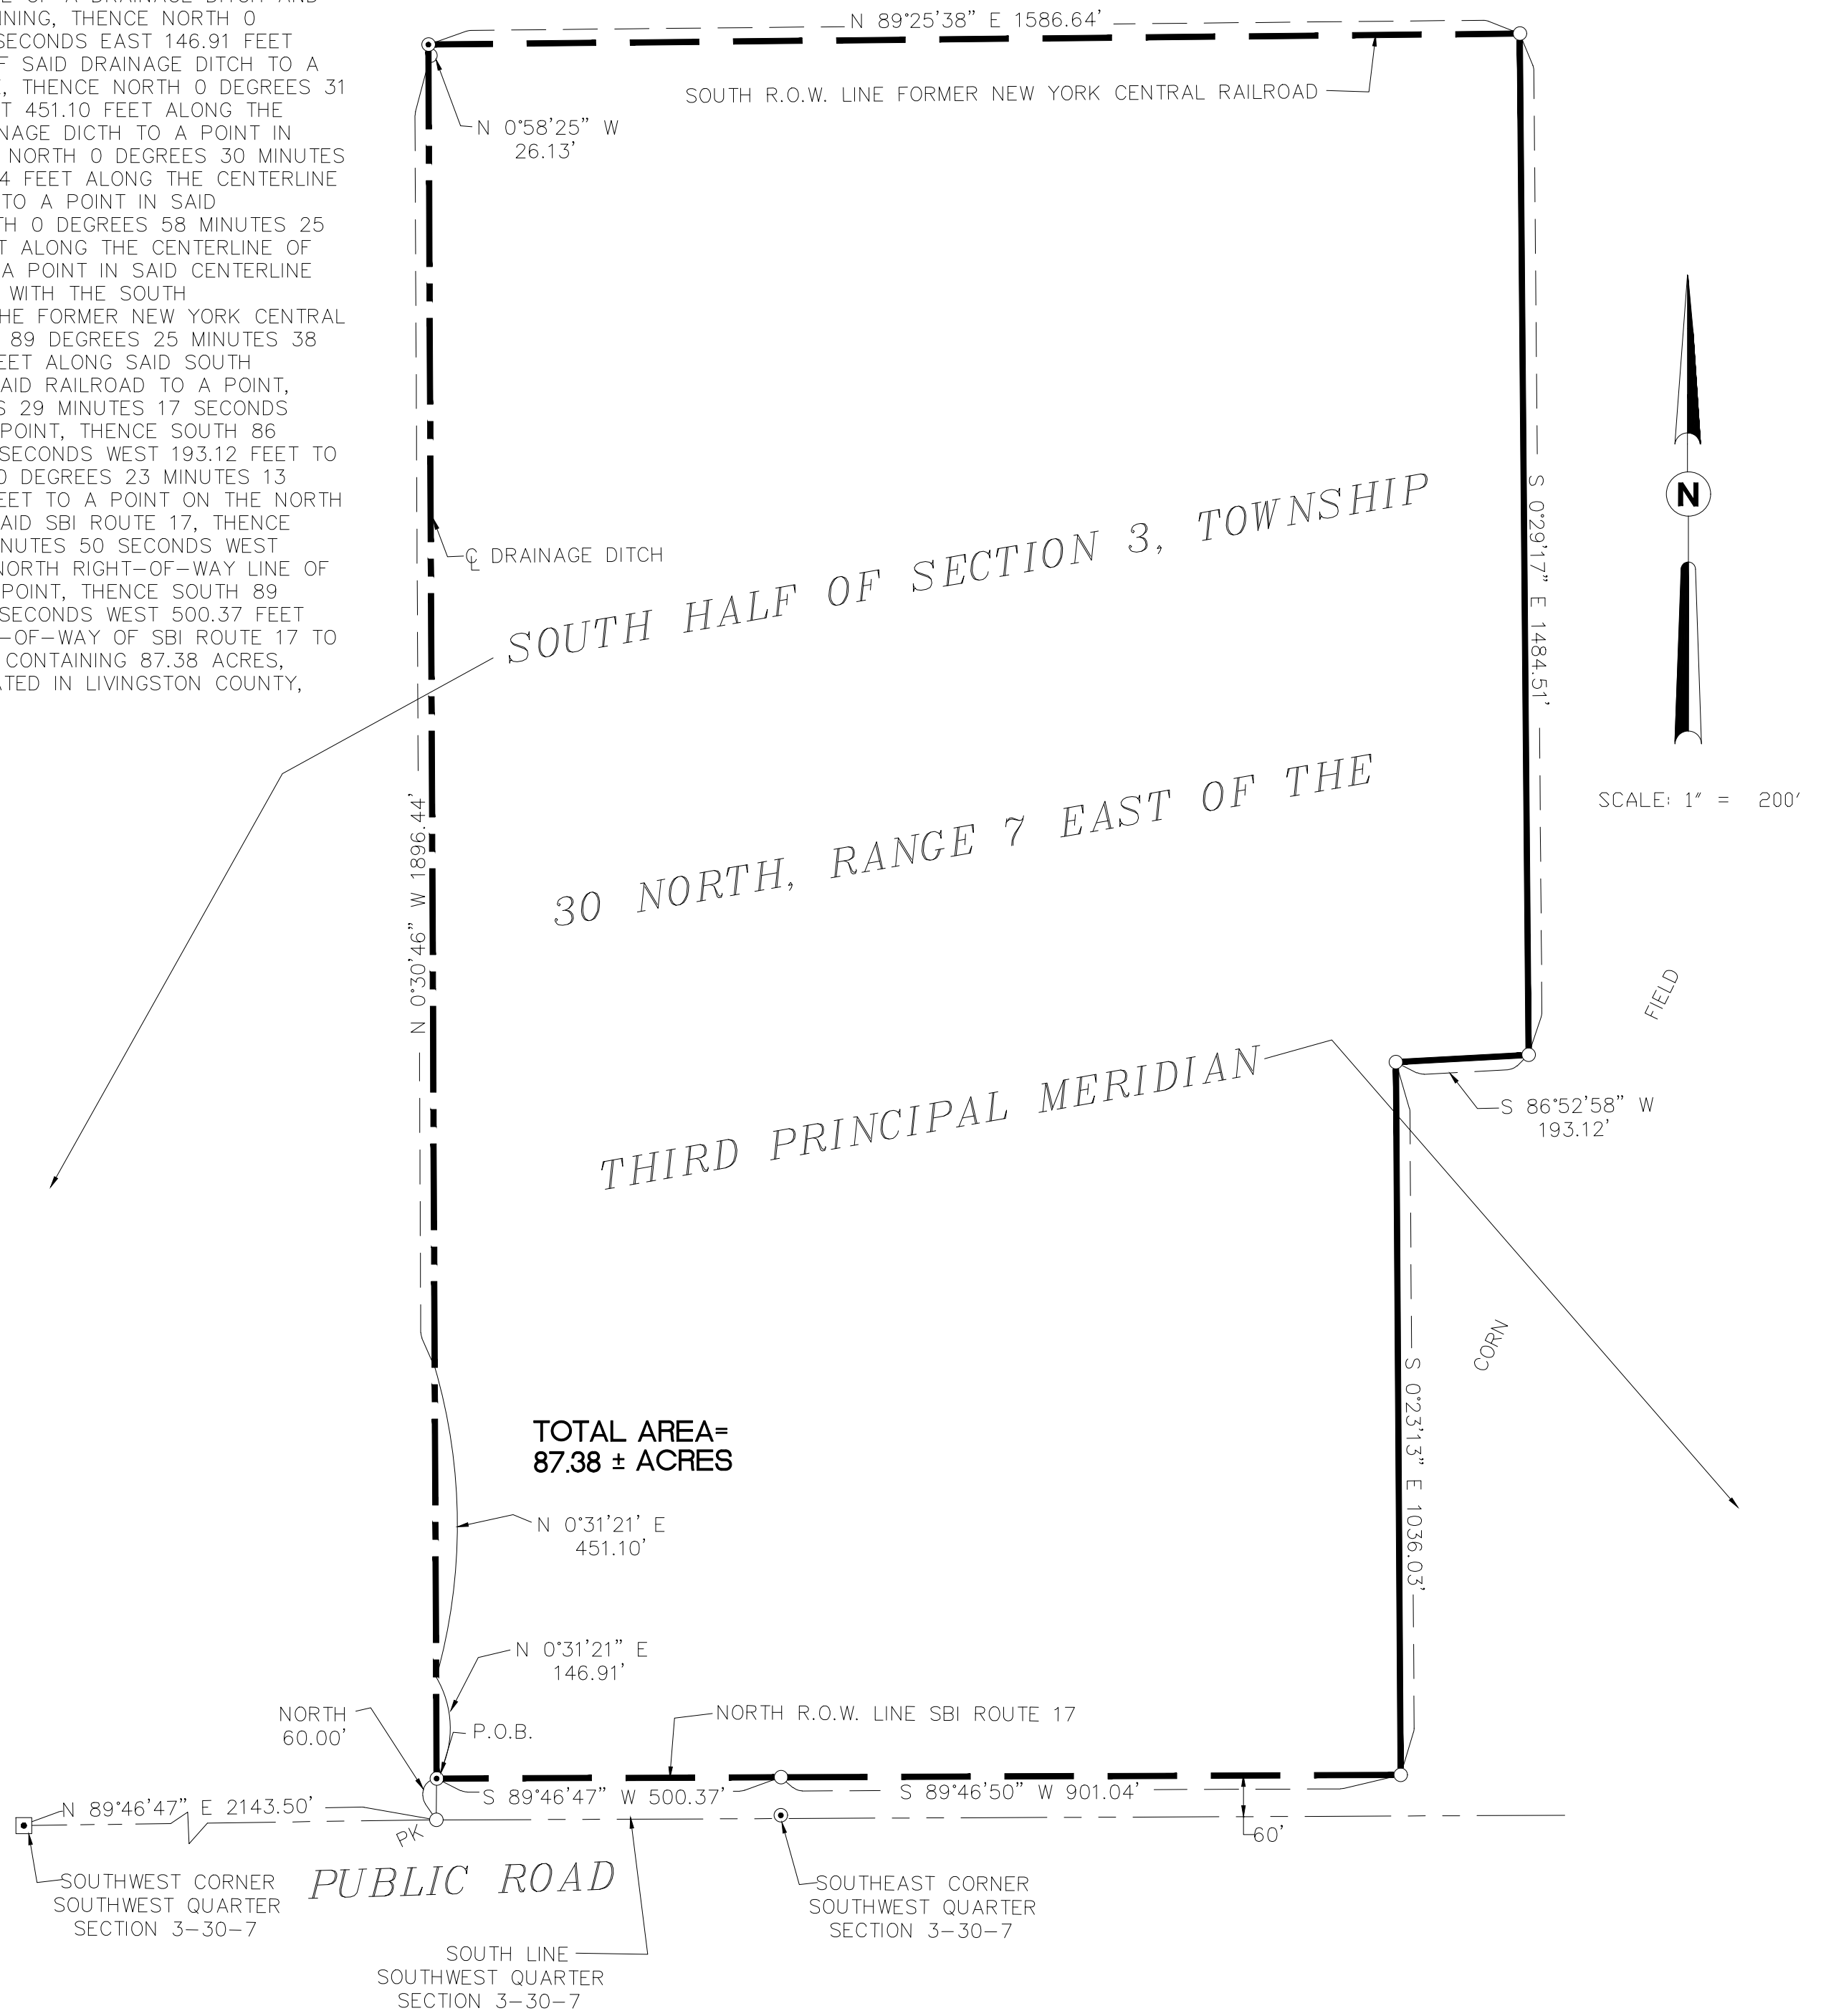 E OF A DRAINAGE DITCH AND
NING, THENCE NORTH 0
SECONDS EAST 146.91 FEET
F SAID DRAINAGE DITCH TO A
, THENCE NORTH 0 DEGREES 31
T 451.10 FEET ALONG THE
NAGE DICTH TO A POINT IN
NORTH 0 DEGREES 30 MINUTES
4 FEET ALONG THE CENTERLINE
TO A POINT IN SAID
TH 0 DEGREES 58 MINUTES 25
T ALONG THE CENTERLINE OF
A POINT IN SAID CENTERLINE
WITH THE SOUTH
HE FORMER NEW YORK CENTRAL
89 DEGREES 25 MINUTES 38
EET ALONG SAID SOUTH
AID RAILROAD TO A POINT,
S 29 MINUTES 17 SECONDS
POINT, THENCE SOUTH 86
SECONDS WEST 193.12 FEET TO
0 DEGREES 23 MINUTES 13
EET TO A POINT ON THE NORTH
AID SBI ROUTE 17, THENCE
NUTES 50 SECONDS WEST
NORTH RIGHT-OF-WAY LINE OF
POINT, THENCE SOUTH 89
SECONDS WEST 500.37 FEET
-OF-WAY OF SBI ROUTE 17 TO
CONTAINING 87.38 ACRES,
ATED IN LIVINGSTON COUNTY,
N 89°25'38" E 1586.64'
SOUTH R.O.W. LINE FORMER NEW YORK CENTRAL RAILROAD
N 0°58'25" W
26.13'
℄ DRAINAGE DITCH
SOUTH HALF OF SECTION 3, TOWNSHIP
30 NORTH, RANGE 7 EAST OF THE
THIRD PRINCIPAL MERIDIAN
N 0°30'46" W 1896.44'
S 0°29'17" E 1484.51'
N
SCALE: 1" = 200'
FIELD
S 86°52'58" W
193.12'
CORN
S 0°23'13" E 1036.03'
TOTAL AREA=
87.38 ± ACRES
N 0°31'21' E
451.10'
N 0°31'21" E
146.91'
NORTH
60.00'
P.O.B.
NORTH R.O.W. LINE SBI ROUTE 17
S 89°46'47" W 500.37'
S 89°46'50" W 901.04'
N 89°46'47" E 2143.50'
PK
60'
PUBLIC ROAD
SOUTHWEST CORNER
SOUTHWEST QUARTER
SECTION 3-30-7
SOUTHEAST CORNER
SOUTHWEST QUARTER
SECTION 3-30-7
SOUTH LINE
SOUTHWEST QUARTER
SECTION 3-30-7